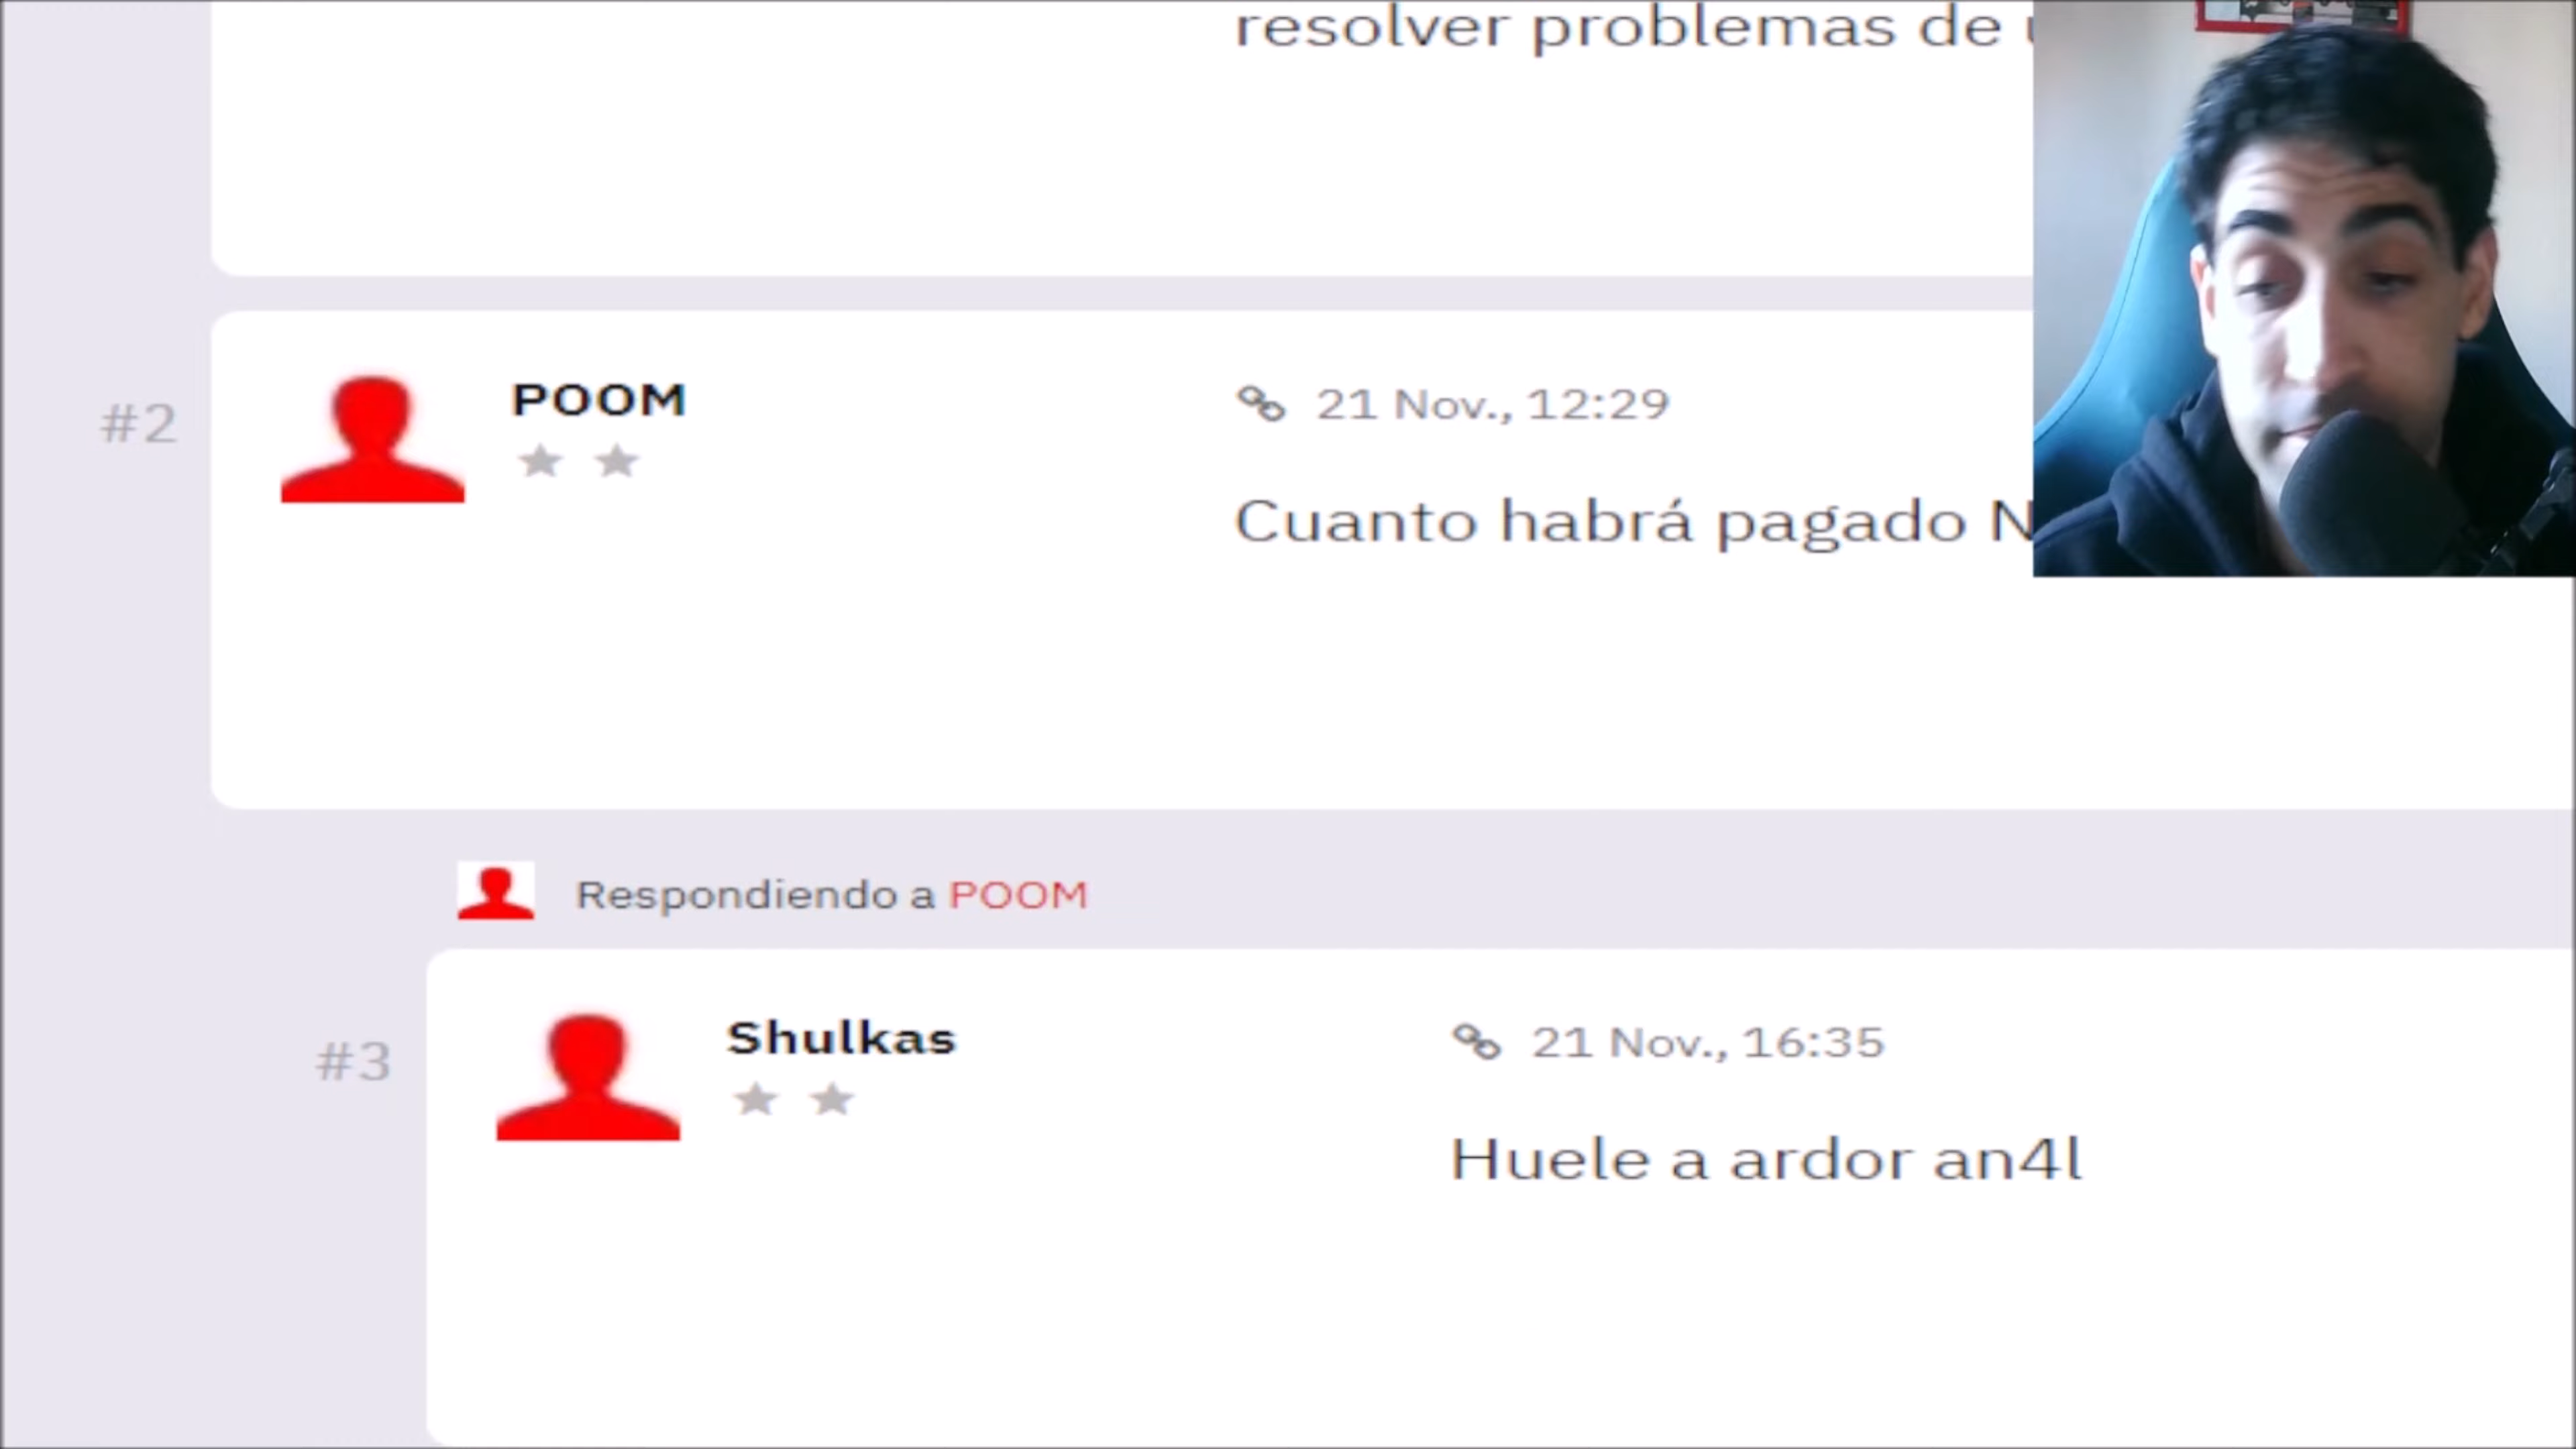 resolver problemas de
#2
POOM
21 Nov., 12:29
Cuanto habrá pagado N
Respondiendo a POOM
#3
Shulkas
21 Nov., 16:35
Huele a ardor an4l